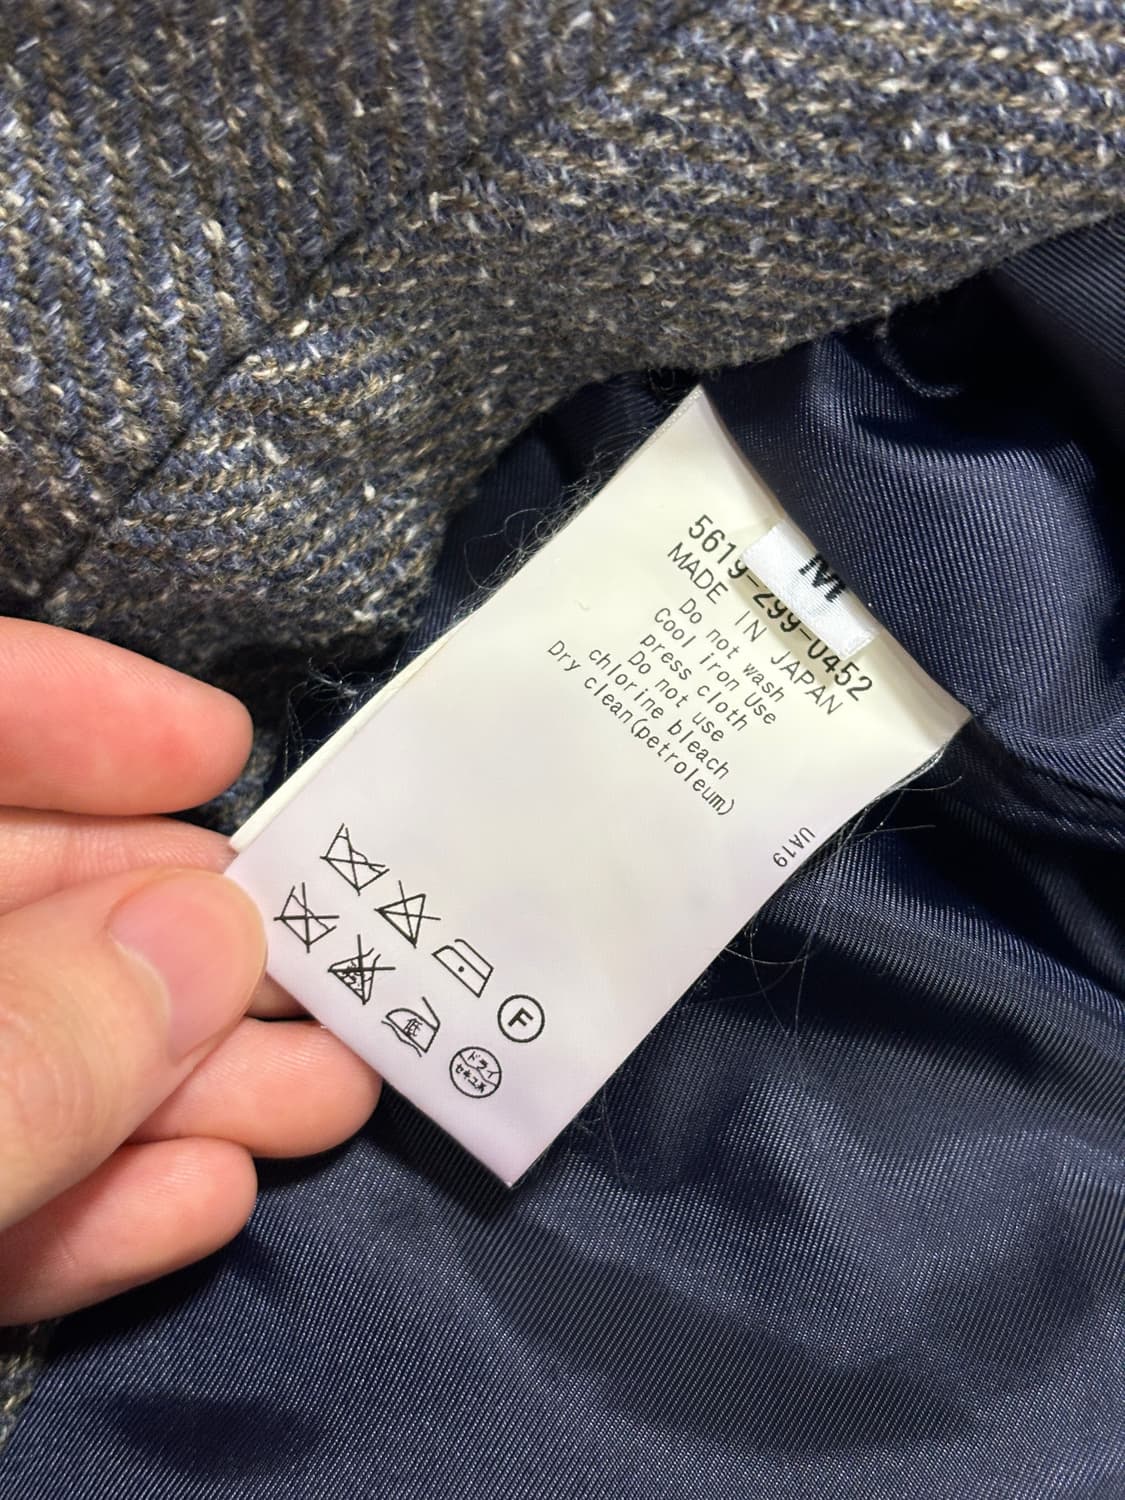 M
5619-299-0452
MADE IN JAPAN
Do not wash
Cool iron Use
press cloth
Do not use
chlorine bleach
Dry clean(petroleum)
UA19
F
低
ドライ
セキユ系